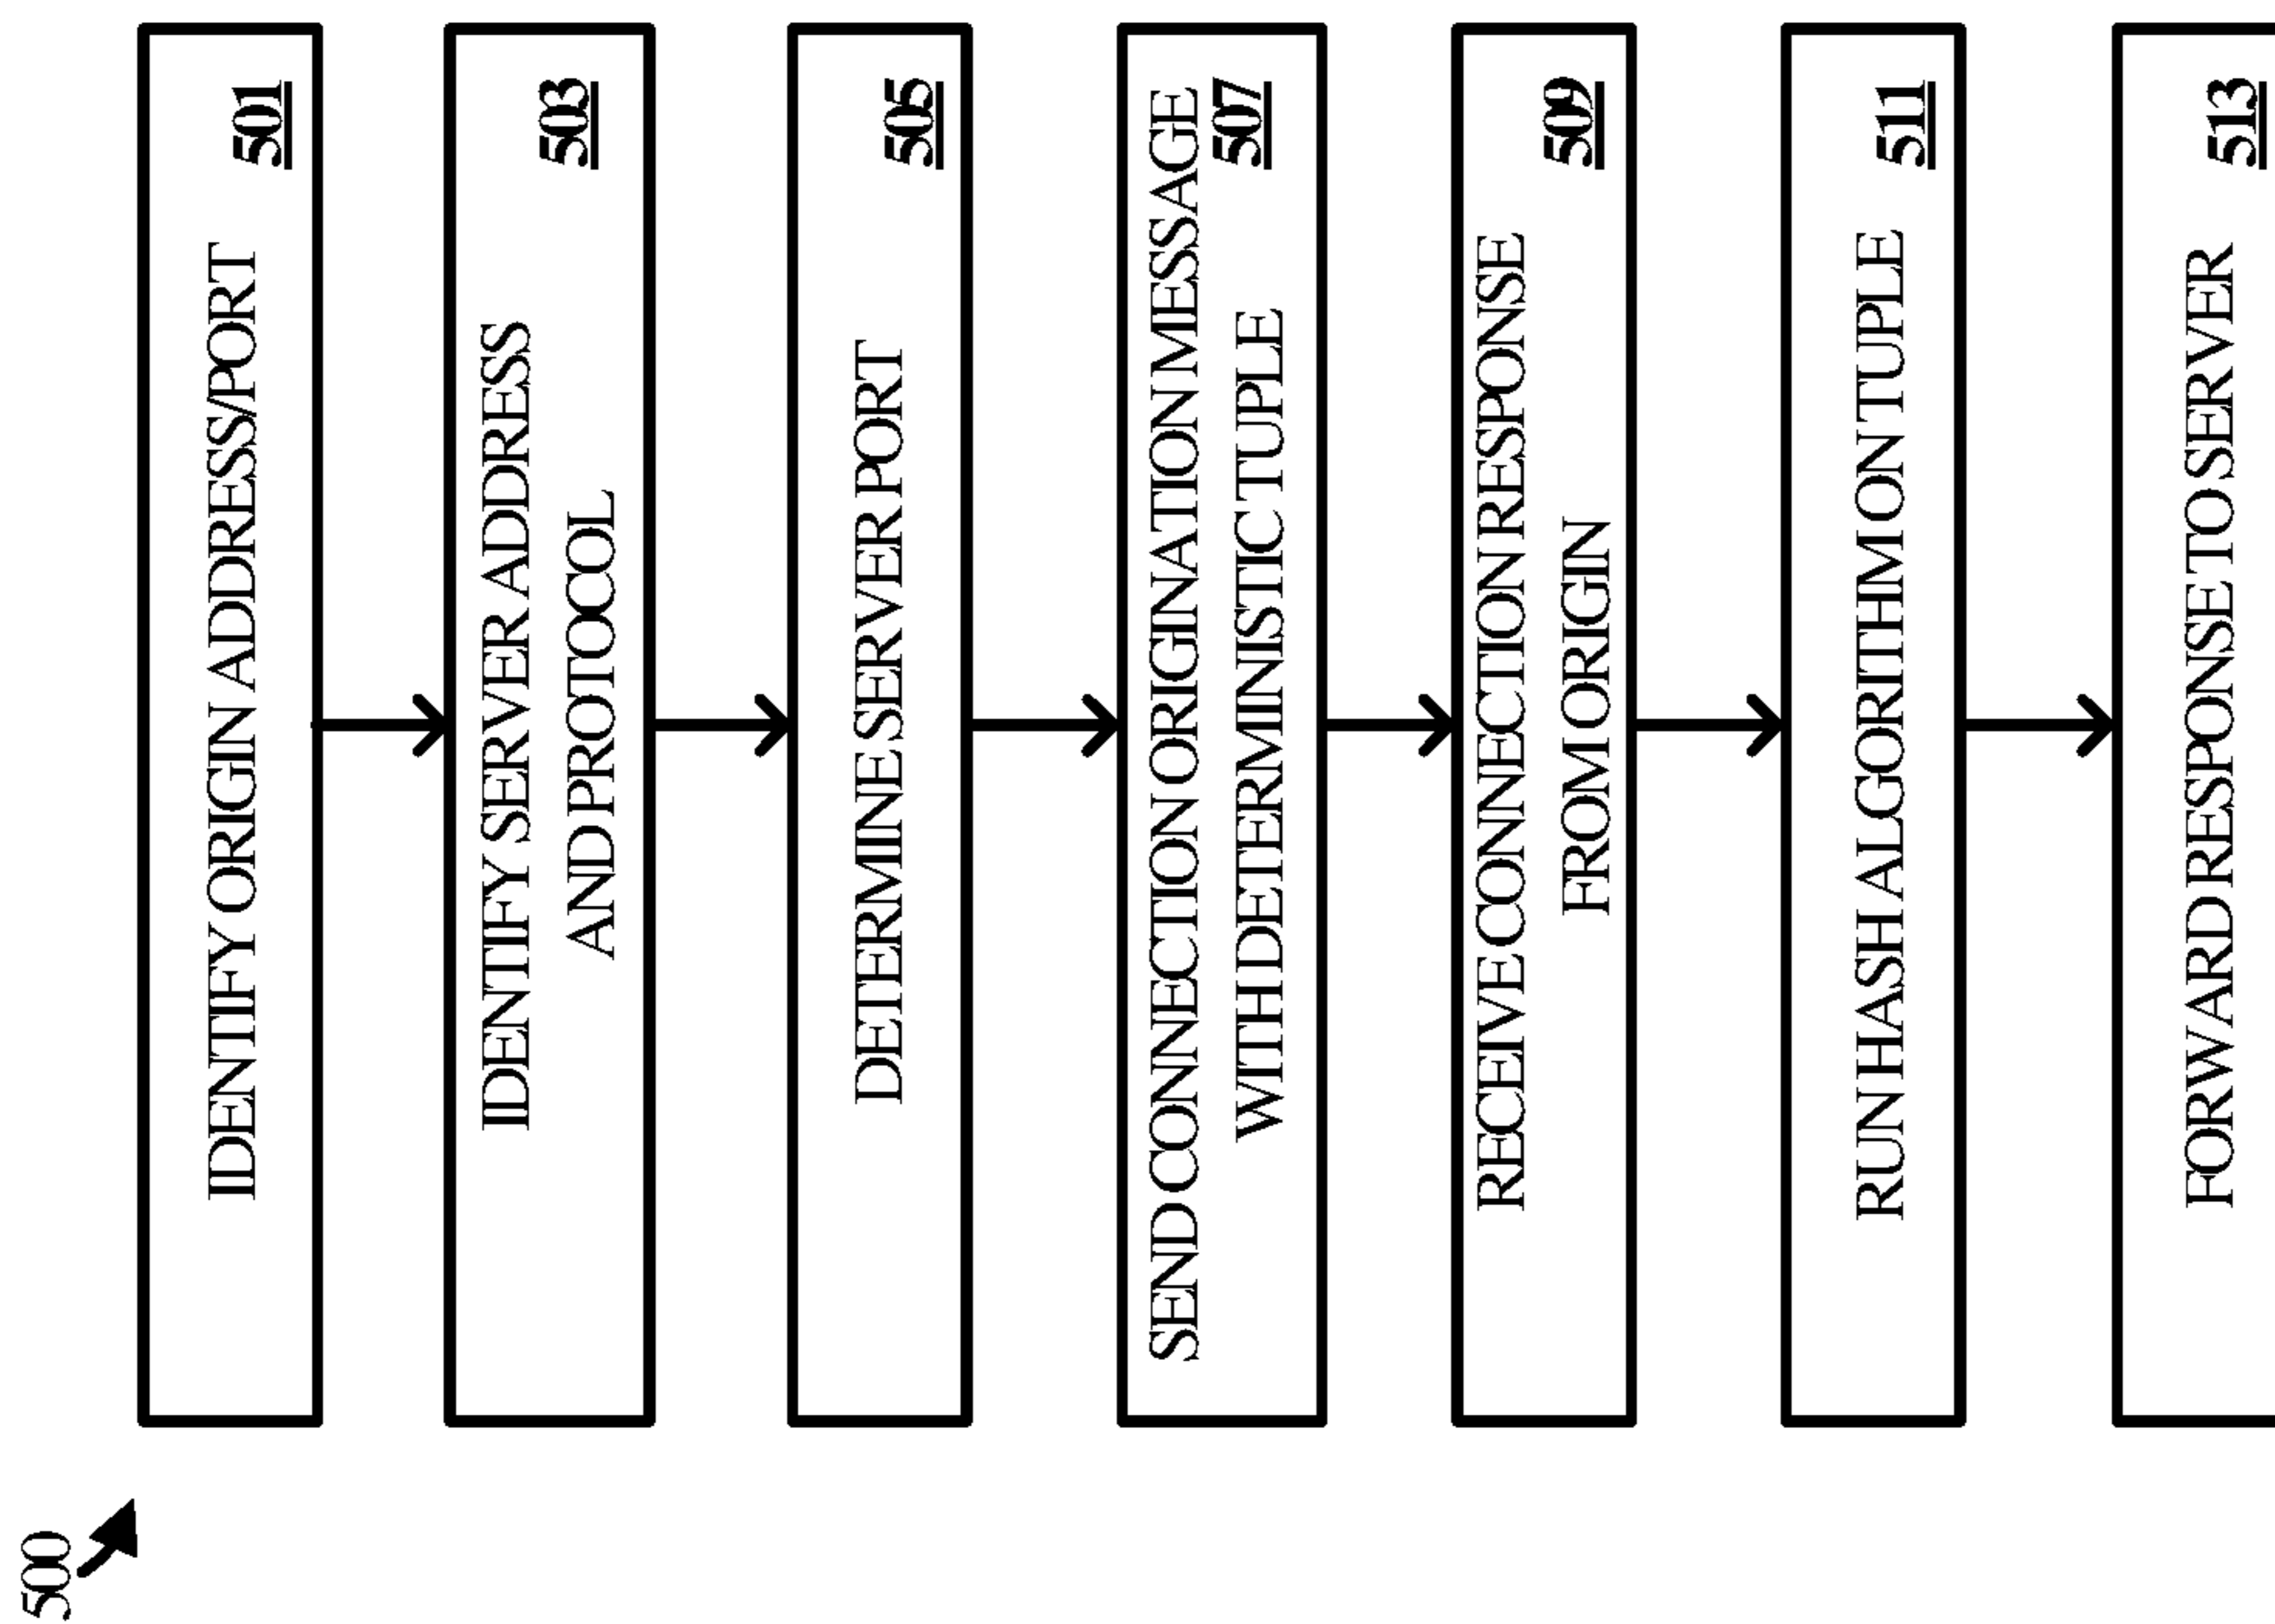 500
IDENTIFY ORIGIN ADDRESS/PORT
501
IDENTIFY SERVER ADDRESS
AND PROTOCOL
503
DETERMINE SERVER PORT
505
SEND CONNECTION ORIGINATION MESSAGE
WITH DETERMINISTIC TUPLE
507
RECEIVE CONNECTION RESPONSE
FROM ORIGIN
509
RUN HASH ALGORITHM ON TUPLE
511
FORWARD RESPONSE TO SERVER
513